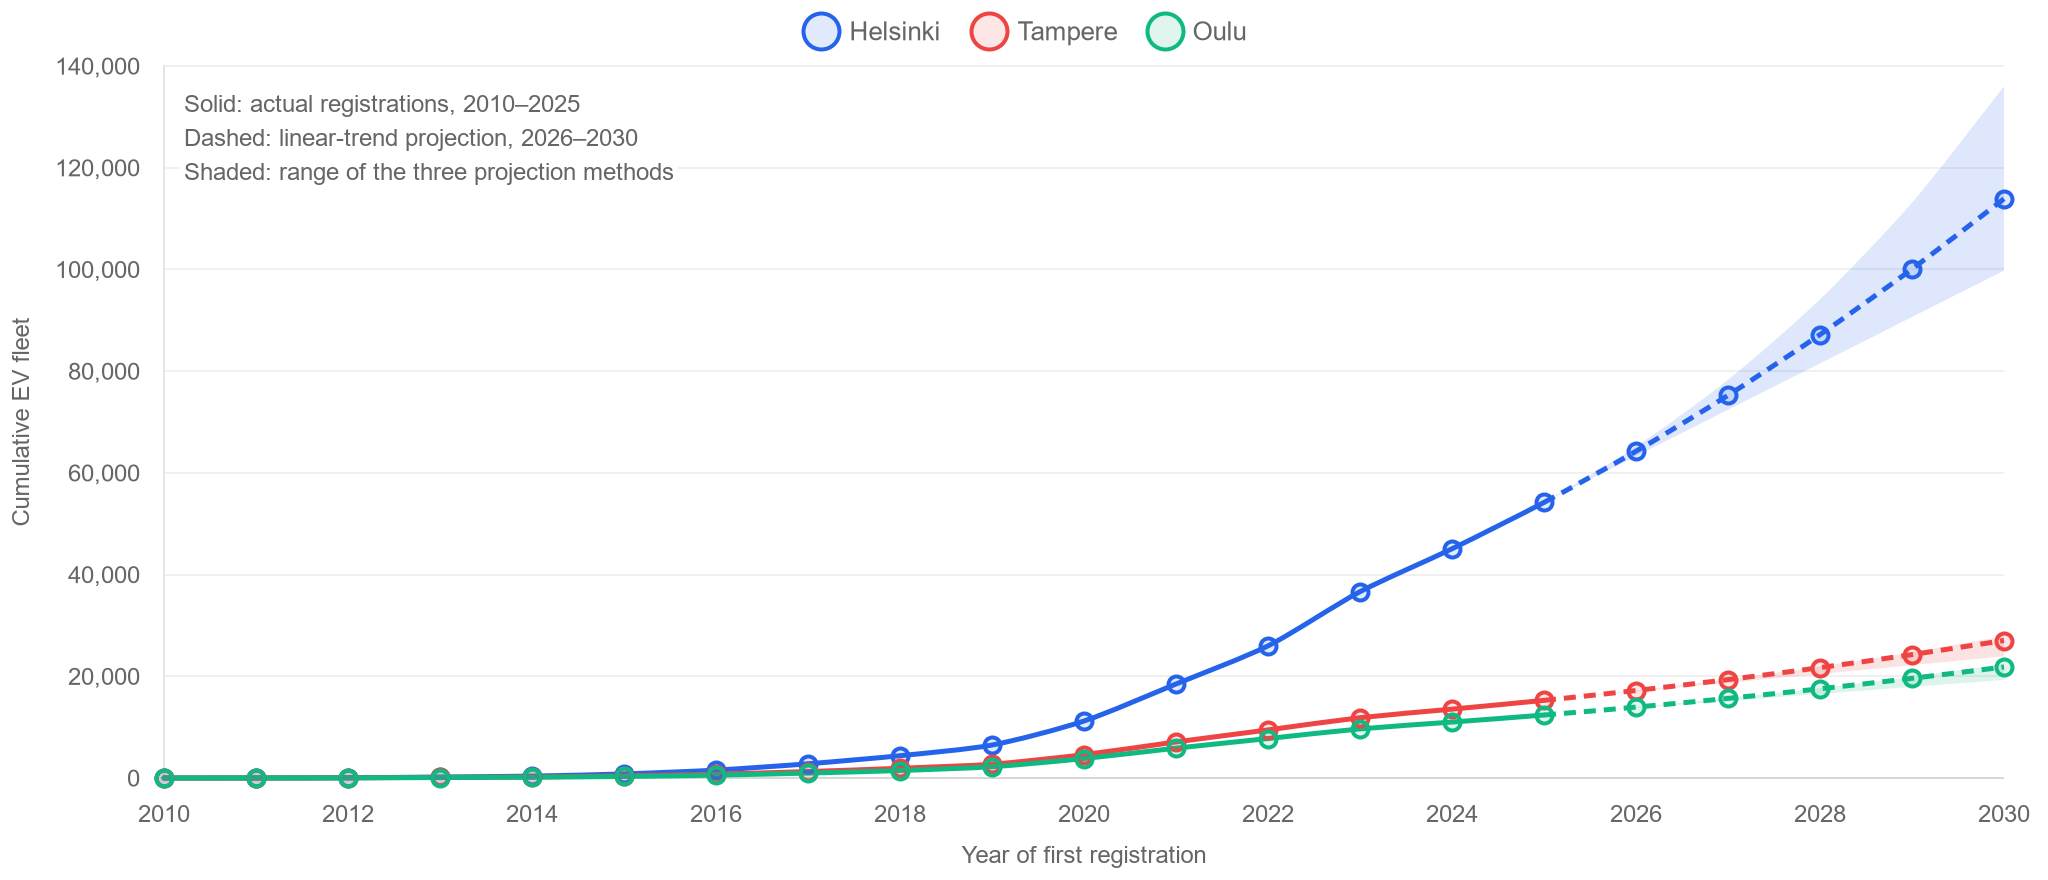 Helsinki Tampere Oulu
140,000
120,000
100,000
80,000
60,000
40,000
20,000
0
Cumulative EV fleet
Solid: actual registrations, 2010–2025
Dashed: linear-trend projection, 2026–2030
Shaded: range of the three projection methods
2010 2012 2014 2016 2018 2020 2022 2024 2026 2028 2030
Year of first registration